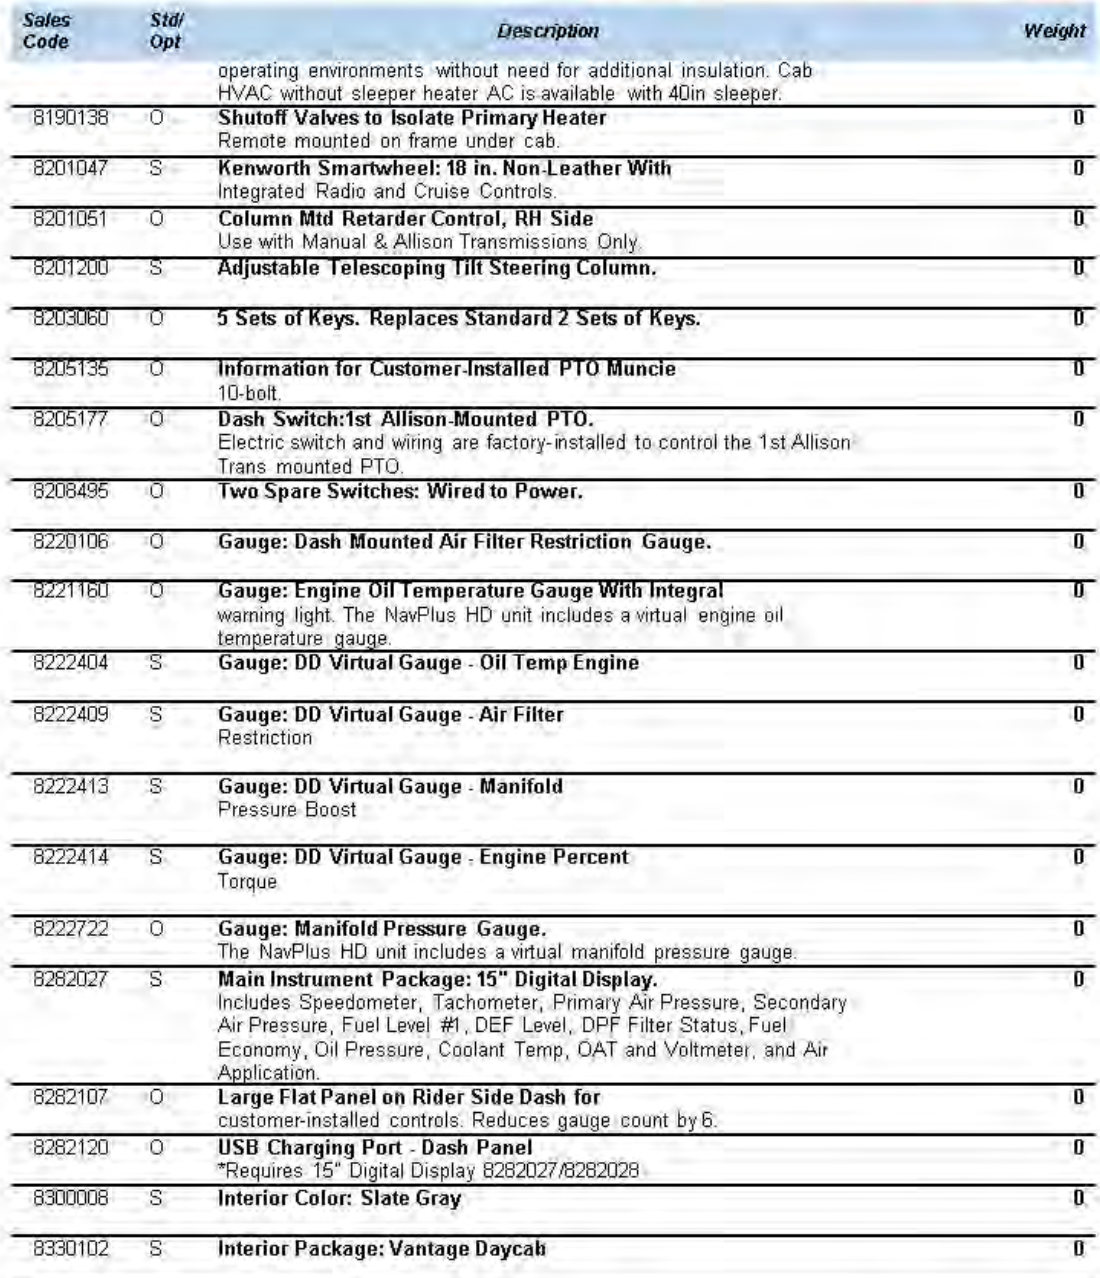 Sales Code Std/ Opt Description Weight
operating environments without need for additional insulation. Cab
HVAC without sleeper heater AC is available with 40in sleeper.
8190138 O Shutoff Valves to Isolate Primary Heater 0
Remote mounted on frame under cab.
8201047 S Kenworth Smartwheel: 18 in. Non-Leather With 0
Integrated Radio and Cruise Controls.
8201051 O Column Mtd Retarder Control, RH Side 0
Use with Manual & Allison Transmissions Only.
8201200 S Adjustable Telescoping Tilt Steering Column. 0
8203060 O 5 Sets of Keys. Replaces Standard 2 Sets of Keys. 0
8205135 O Information for Customer-Installed PTO Muncie 0
10-bolt.
8205177 O Dash Switch:1st Allison-Mounted PTO. 0
Electric switch and wiring are factory-installed to control the 1st Allison
Trans mounted PTO.
8208495 O Two Spare Switches: Wired to Power. 0
8220106 O Gauge: Dash Mounted Air Filter Restriction Gauge. 0
8221160 O Gauge: Engine Oil Temperature Gauge With Integral 0
warning light. The NavPlus HD unit includes a virtual engine oil
temperature gauge.
8222404 S Gauge: DD Virtual Gauge - Oil Temp Engine 0
8222409 S Gauge: DD Virtual Gauge - Air Filter 0
Restriction
8222413 S Gauge: DD Virtual Gauge - Manifold 0
Pressure Boost
8222414 S Gauge: DD Virtual Gauge - Engine Percent 0
Torque
8222722 O Gauge: Manifold Pressure Gauge. 0
The NavPlus HD unit includes a virtual manifold pressure gauge.
8282027 S Main Instrument Package: 15" Digital Display. 0
Includes Speedometer, Tachometer, Primary Air Pressure, Secondary
Air Pressure, Fuel Level #1, DEF Level, DPF Filter Status, Fuel
Economy, Oil Pressure, Coolant Temp, OAT and Voltmeter, and Air
Application.
8282107 O Large Flat Panel on Rider Side Dash for 0
customer-installed controls. Reduces gauge count by 6.
8282120 O USB Charging Port - Dash Panel 0
*Requires 15" Digital Display 8282027/8282028
8300008 S Interior Color: Slate Gray 0
8330102 S Interior Package: Vantage Daycab 0